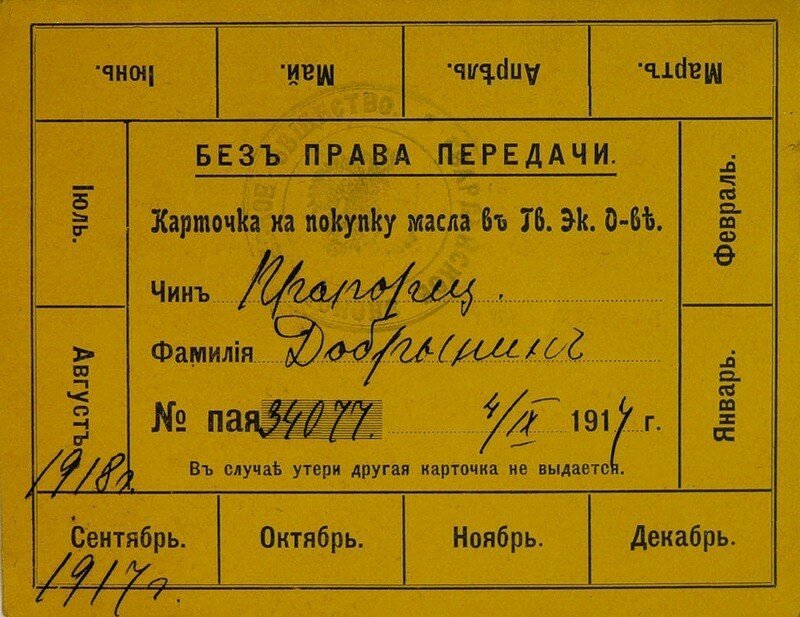 Іюнь.
Май.
Апрѣль.
Мартъ.
Іюль.
БЕЗЪ ПРАВА ПЕРЕДАЧИ.
Февраль.
Карточка на покупку масла въ Гв. Эк. О-вѣ.
Чинъ Прапорщ.
Фамилія Добрынинъ
Августъ.
№ пая 34077. 4/IX 1917 г.
Январь.
1918 г.
Въ случаѣ утери другая карточка не выдается.
Сентябрь.
Октябрь.
Ноябрь.
Декабрь.
1917 г.